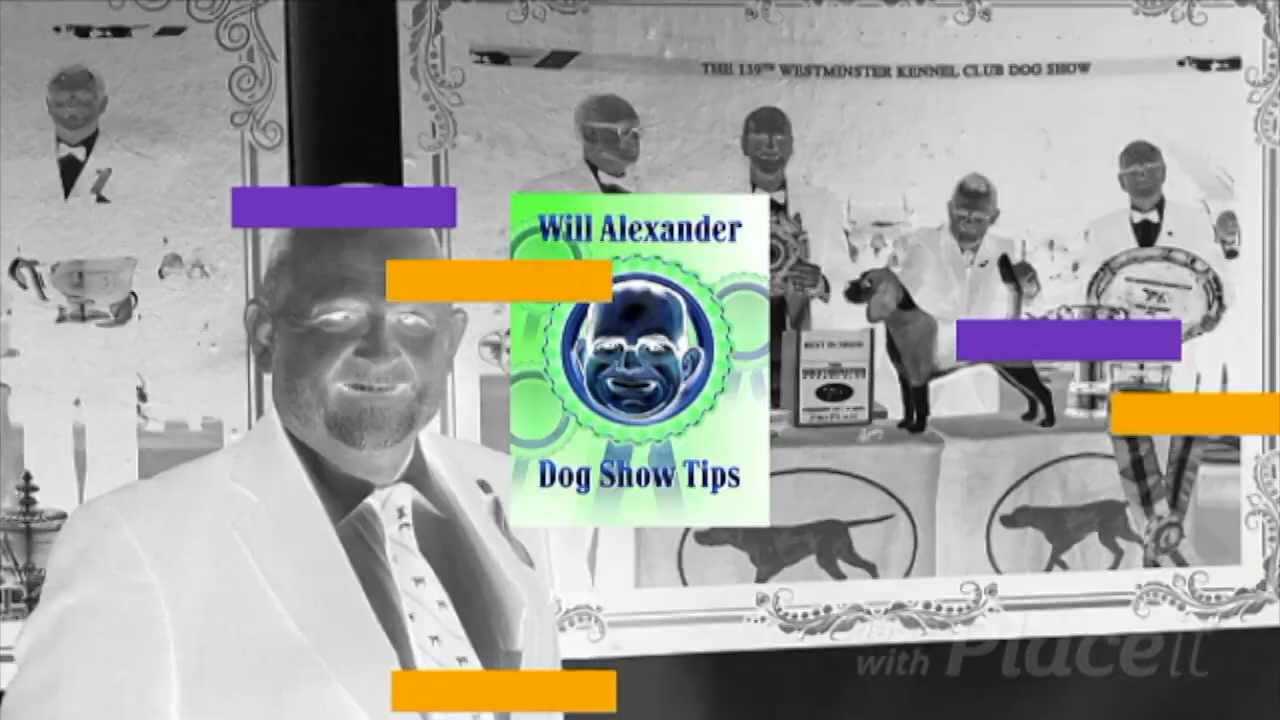 THE 139TH WESTMINSTER KENNEL CLUB DOG SHOW
Will Alexander
BEST IN SHOW
Dog Show Tips
with Placeit